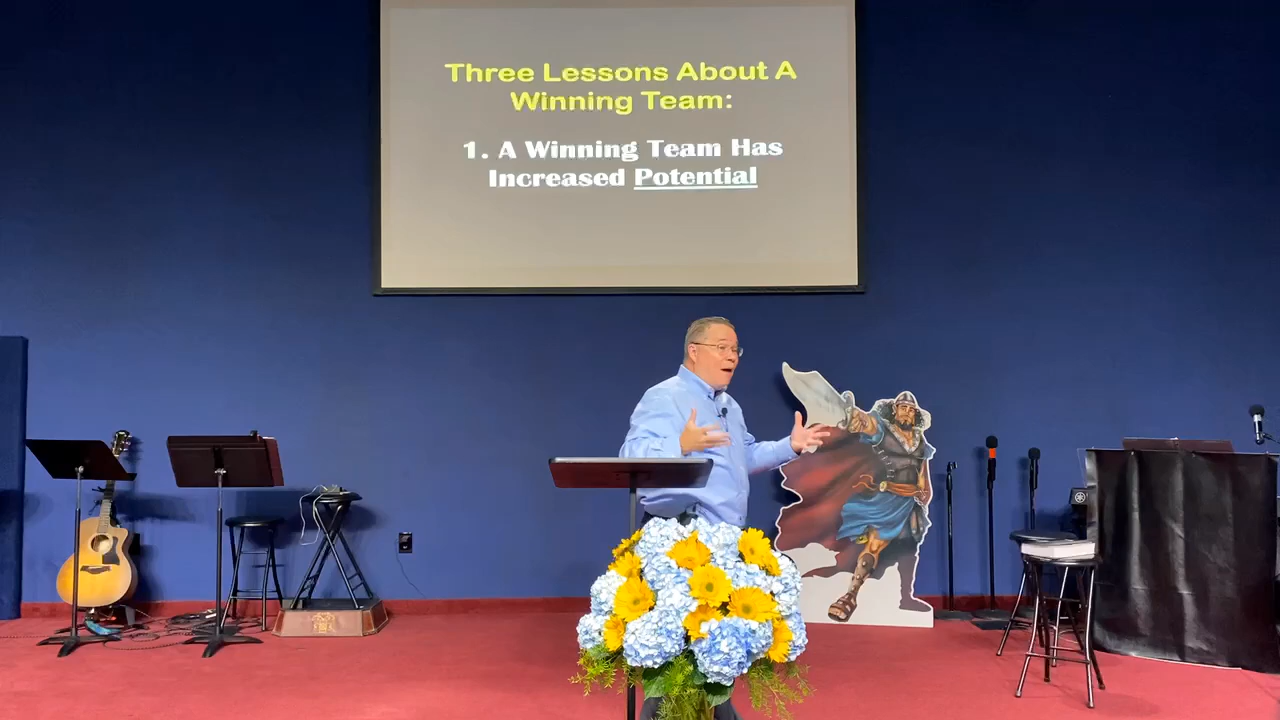 Three Lessons About A
Winning Team:
1. A Winning Team Has
Increased Potential